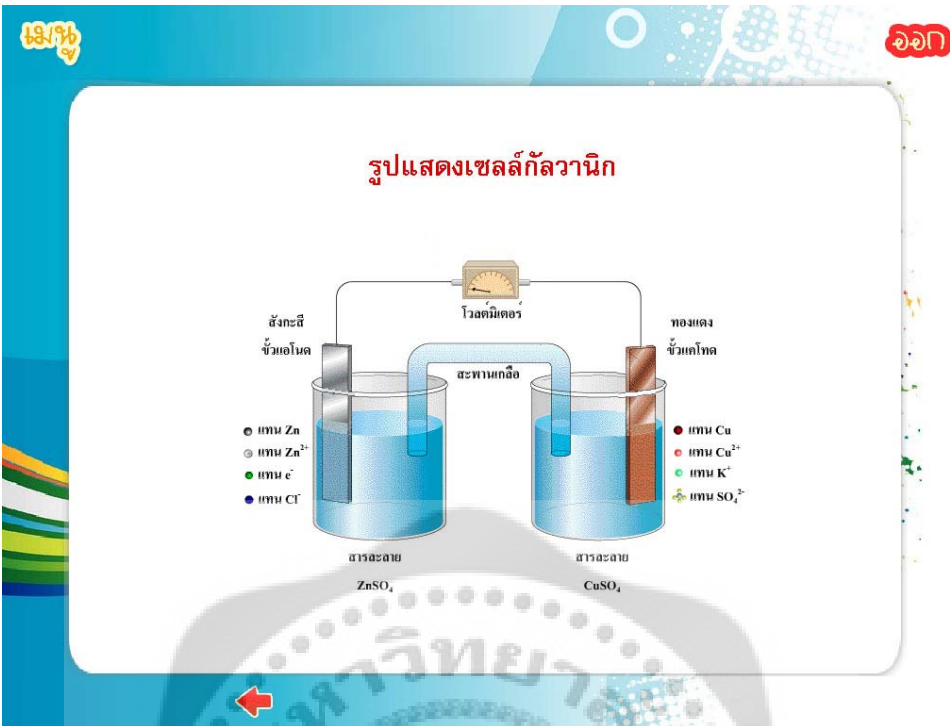 เมนู
ออก
รูปแสดงเซลล์กัลวานิก
โวลต์มิเตอร์
สังกะสี
ขั้วแอโนด
ทองแดง
ขั้วแคโทด
สะพานเกลือ
แทน Zn
แทน Zn²⁺
แทน e⁻
แทน Cl⁻
แทน Cu
แทน Cu²⁺
แทน K⁺
แทน SO₄²⁻
สารละลาย
ZnSO₄
สารละลาย
CuSO₄